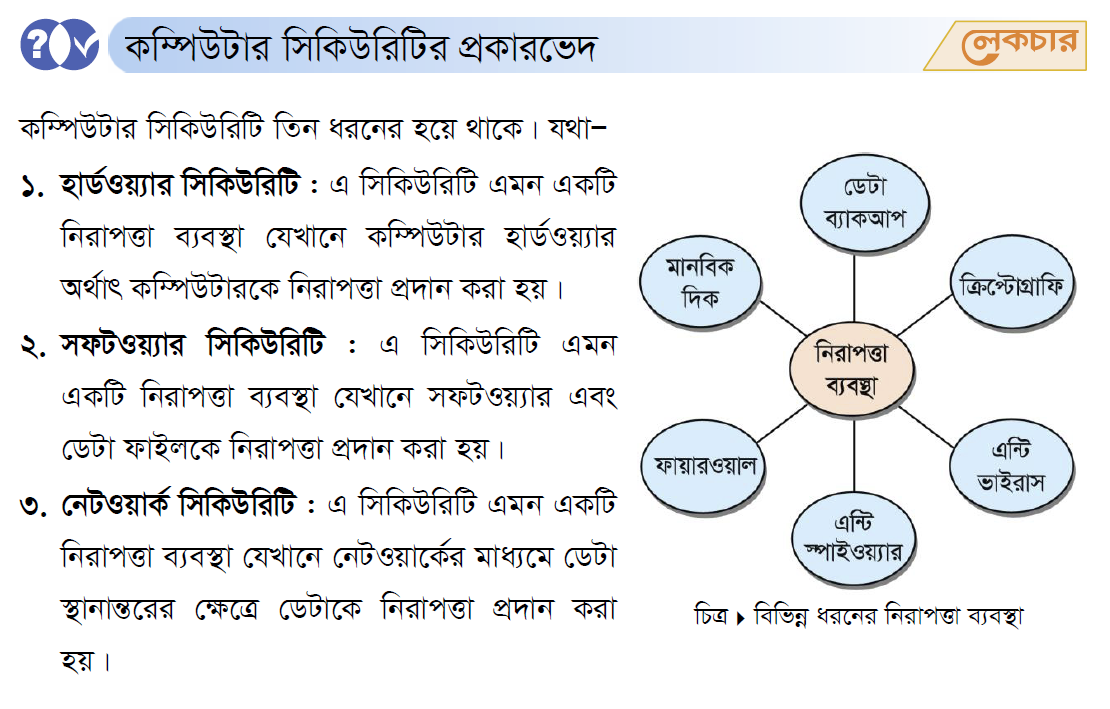 কম্পিউটার সিকিউরিটির প্রকারভেদ
লেকচার
কম্পিউটার সিকিউরিটি তিন ধরনের হয়ে থাকে। যথা–
১. হার্ডওয়্যার সিকিউরিটি : এ সিকিউরিটি এমন একটি
নিরাপত্তা ব্যবস্থা যেখানে কম্পিউটার হার্ডওয়্যার
অর্থাৎ কম্পিউটারকে নিরাপত্তা প্রদান করা হয়।
২. সফটওয়্যার সিকিউরিটি : এ সিকিউরিটি এমন
একটি নিরাপত্তা ব্যবস্থা যেখানে সফটওয়্যার এবং
ডেটা ফাইলকে নিরাপত্তা প্রদান করা হয়।
৩. নেটওয়ার্ক সিকিউরিটি : এ সিকিউরিটি এমন একটি
নিরাপত্তা ব্যবস্থা যেখানে নেটওয়ার্কের মাধ্যমে ডেটা
স্থানান্তরের ক্ষেত্রে ডেটাকে নিরাপত্তা প্রদান করা
হয়।
ডেটা
ব্যাকআপ
মানবিক
দিক
ক্রিপ্টোগ্রাফি
নিরাপত্তা
ব্যবস্থা
ফায়ারওয়াল
এন্টি
ভাইরাস
এন্টি
স্পাইওয়্যার
চিত্র ▸ বিভিন্ন ধরনের নিরাপত্তা ব্যবস্থা